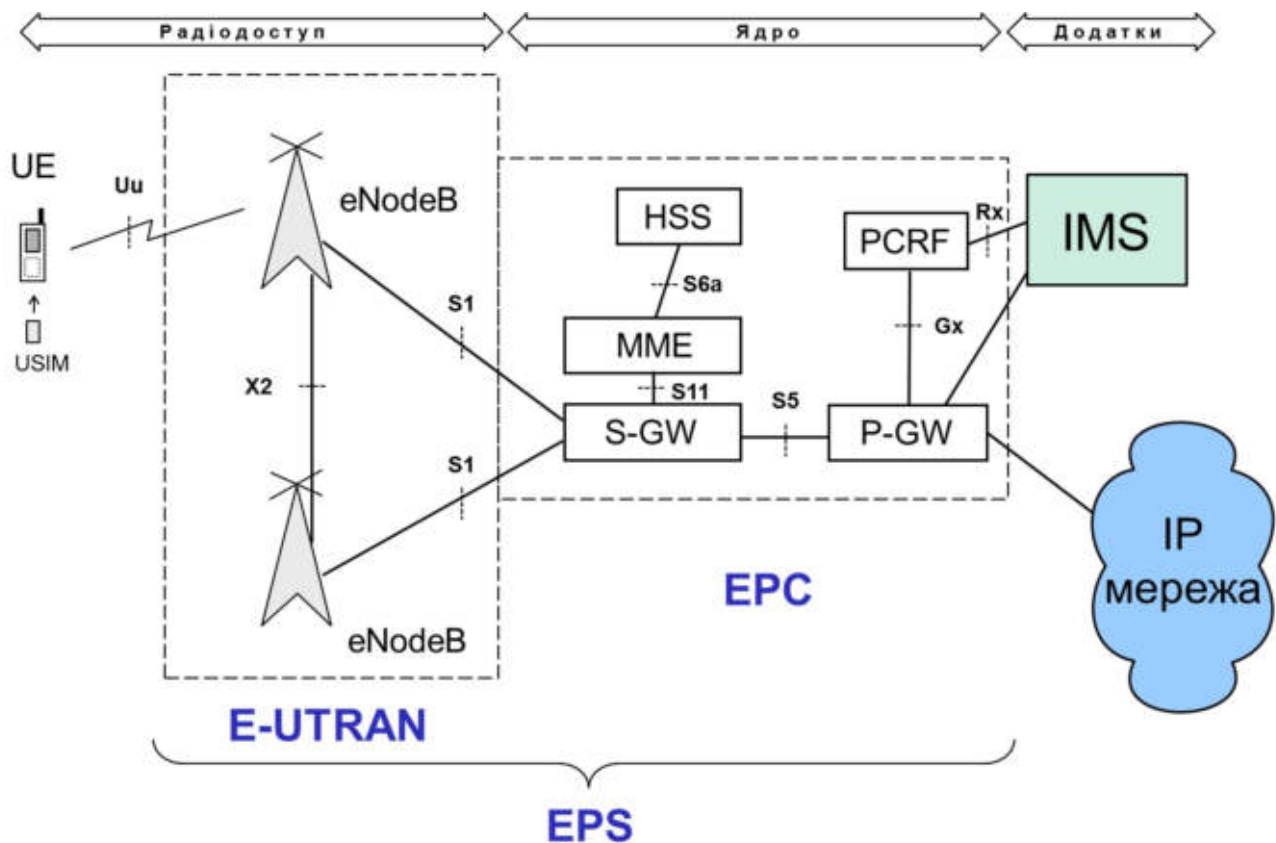 Радіодоступ
Ядро
Додатки
UE
Uu
eNodeB
HSS
PCRF
Rx
IMS
S6a
S1
Gx
USIM
MME
X2
S11
S5
S-GW
P-GW
S1
IP
мережа
EPC
eNodeB
E-UTRAN
EPS